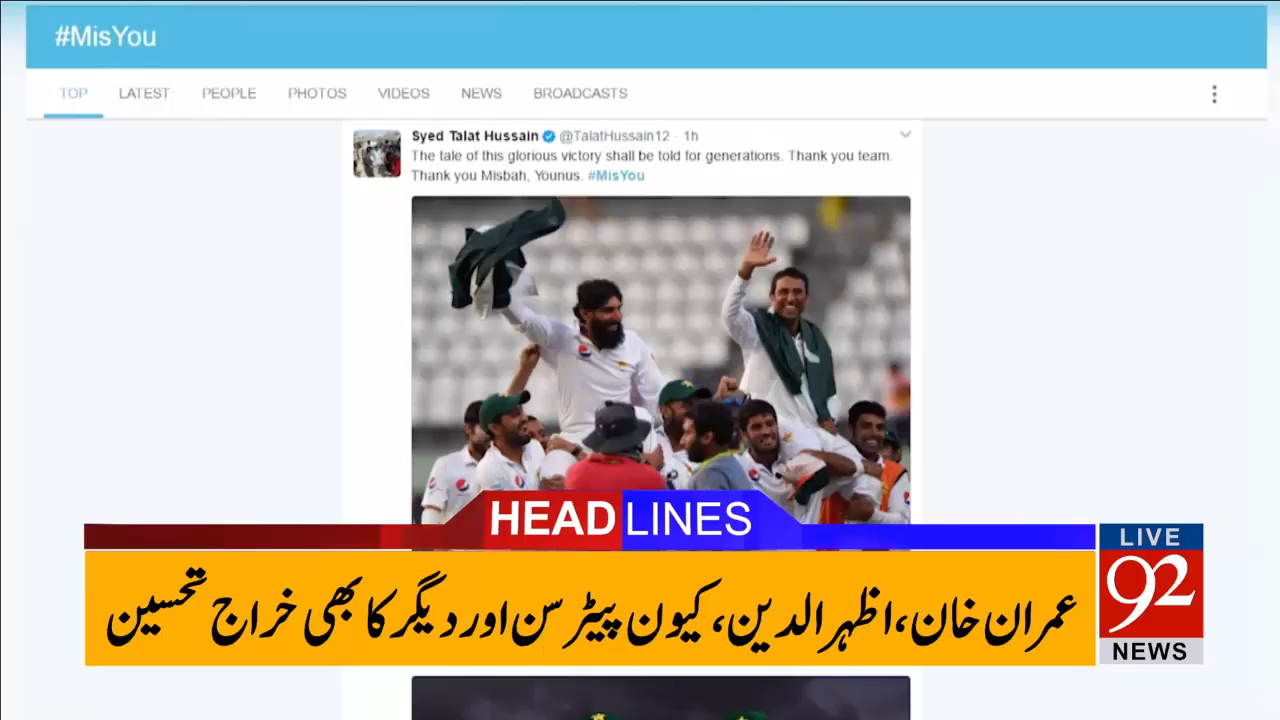 #MisYou
TOP LATEST PEOPLE PHOTOS VIDEOS NEWS BROADCASTS
Syed Talat Hussain @TalatHussain12 - 1h
The tale of this glorious victory shall be told for generations. Thank you team.
Thank you Misbah, Younus. #MisYou
HEADLINES
عمران خان، اظہر الدین، کیون پیٹرسن اور دیگر کا بھی خراج تحسین
LIVE
92
NEWS